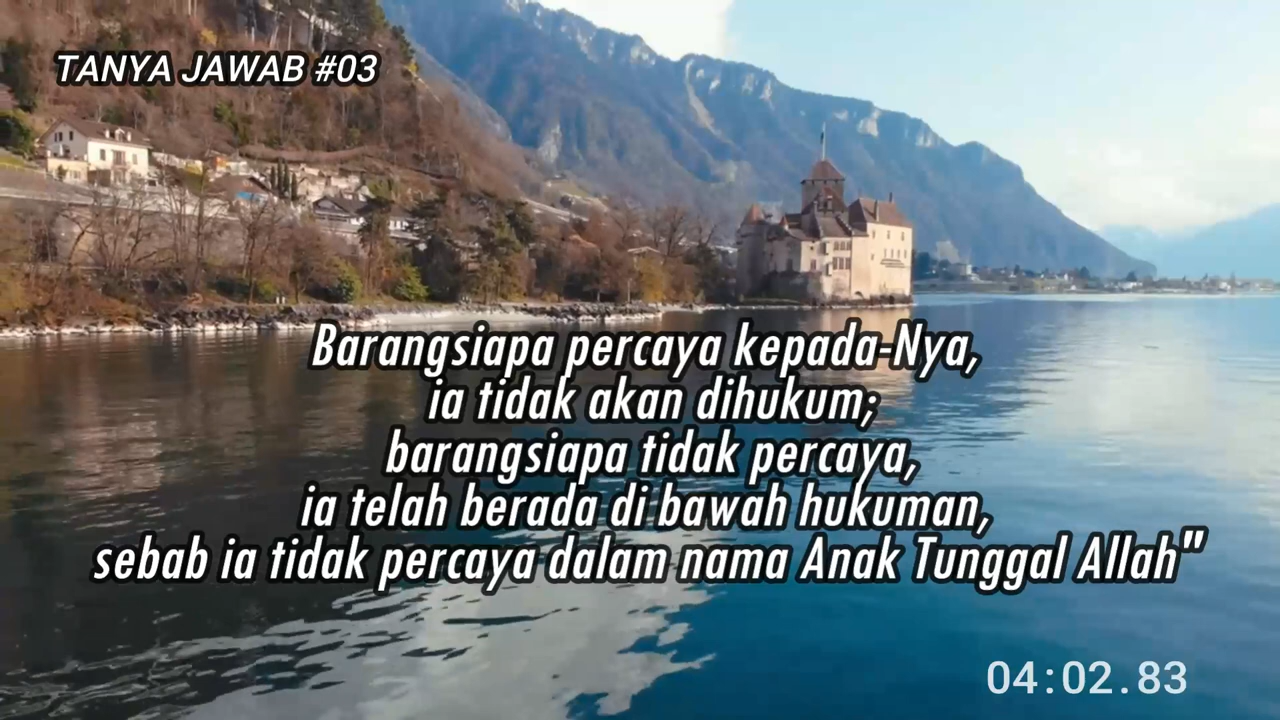 TANYA JAWAB #03
Barangsiapa percaya kepada-Nya,
ia tidak akan dihukum;
barangsiapa tidak percaya,
ia telah berada di bawah hukuman,
sebab ia tidak percaya dalam nama Anak Tunggal Allah"
04:02.83